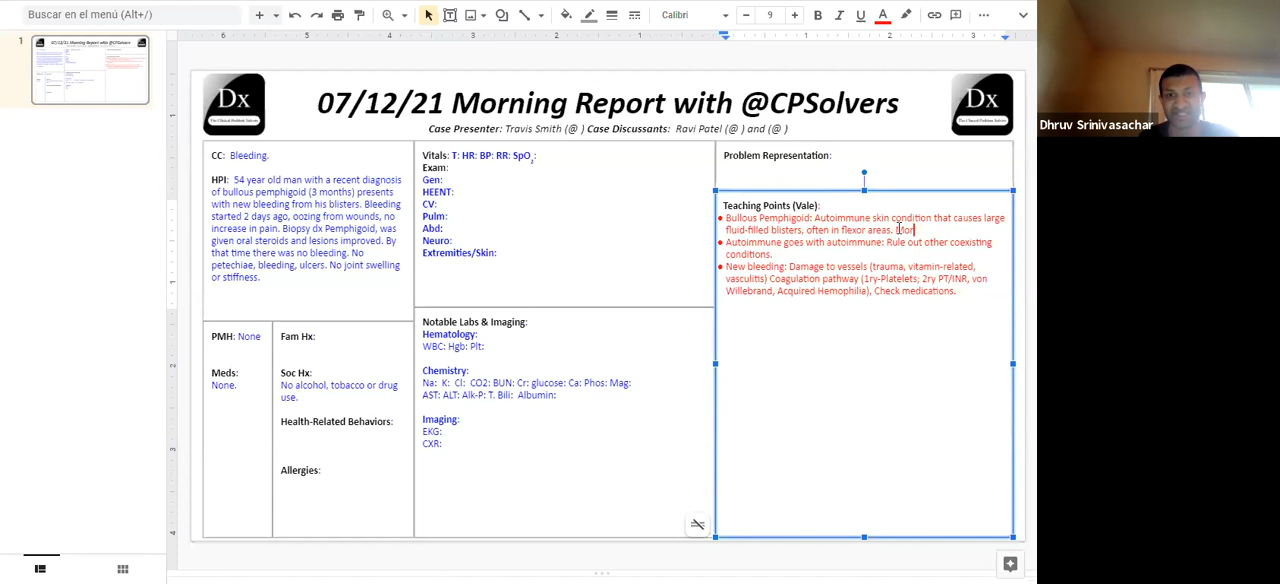 Buscar en el menú (Alt+/)
Calibri
9
1
Dx
07/12/21 Morning Report with @CPSolvers
Case Presenter: Travis Smith (@ ) Case Discussants: Ravi Patel (@ ) and (@ )
Dx
Dhruv Srinivasachar
CC: Bleeding.
HPI: 54 year old man with a recent diagnosis
of bullous pemphigoid (3 months) presents
with new bleeding from his blisters. Bleeding
started 2 days ago, oozing from wounds, no
increase in pain. Biopsy dx Pemphigoid, was
given oral steroids and lesions improved. By
that time there was no bleeding. No
petechiae, bleeding, ulcers. No joint swelling
or stiffness.
PMH: None
Meds:
None.
Fam Hx:
Soc Hx:
No alcohol, tobacco or drug
use.
Health-Related Behaviors:
Allergies:
Vitals: T: HR: BP: RR: SpO2:
Exam:
Gen:
HEENT:
CV:
Pulm:
Abd:
Neuro:
Extremities/Skin:
Notable Labs & Imaging:
Hematology:
WBC: Hgb: Plt:
Chemistry:
Na: K: Cl: CO2: BUN: Cr: glucose: Ca: Phos: Mag:
AST: ALT: Alk-P: T. Bili: Albumin:
Imaging:
EKG:
CXR:
Problem Representation:
Teaching Points (Vale):
● Bullous Pemphigoid: Autoimmune skin condition that causes large
fluid-filled blisters, often in flexor areas. Mor
● Autoimmune goes with autoimmune: Rule out other coexisting
conditions.
● New bleeding: Damage to vessels (trauma, vitamin-related,
vasculitis) Coagulation pathway (1ry-Platelets; 2ry PT/INR, von
Willebrand, Acquired Hemophilia), Check medications.